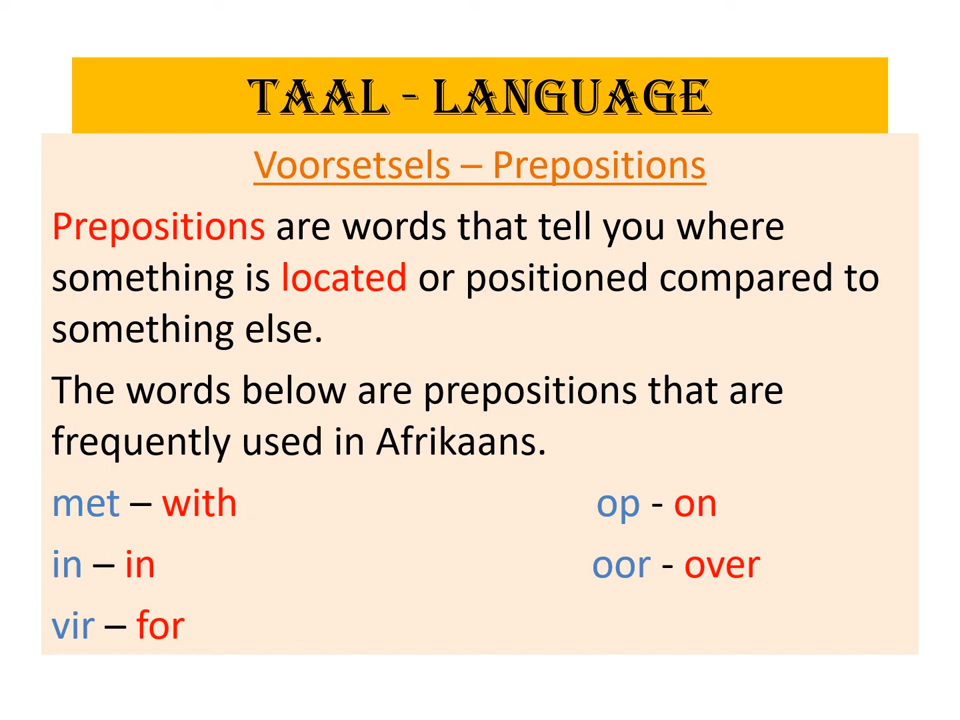 TAAL - LANGUAGE
Voorsetsels – Prepositions
Prepositions are words that tell you where
something is located or positioned compared to
something else.
The words below are prepositions that are
frequently used in Afrikaans.
met – with op - on
in – in oor - over
vir – for